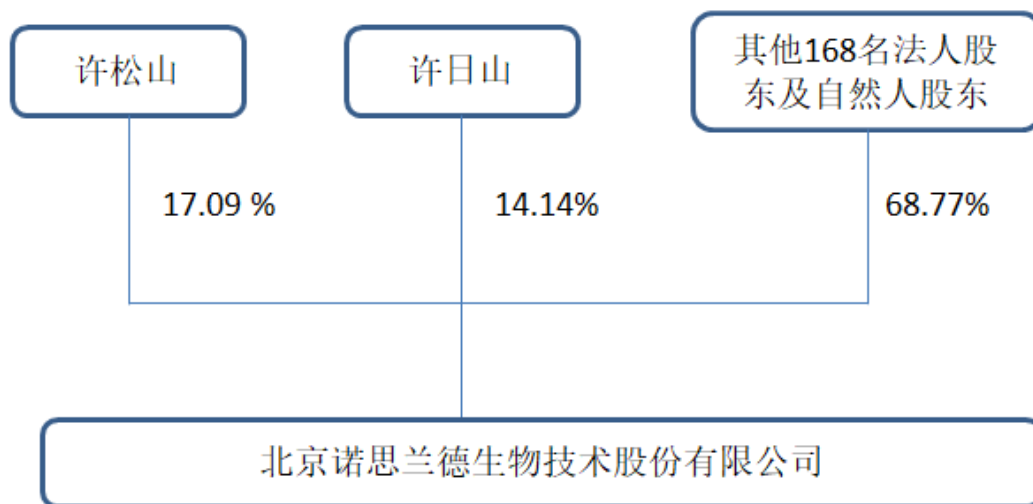 许松山
许日山
其他168名法人股
东及自然人股东
17.09 %
14.14%
68.77%
北京诺思兰德生物技术股份有限公司